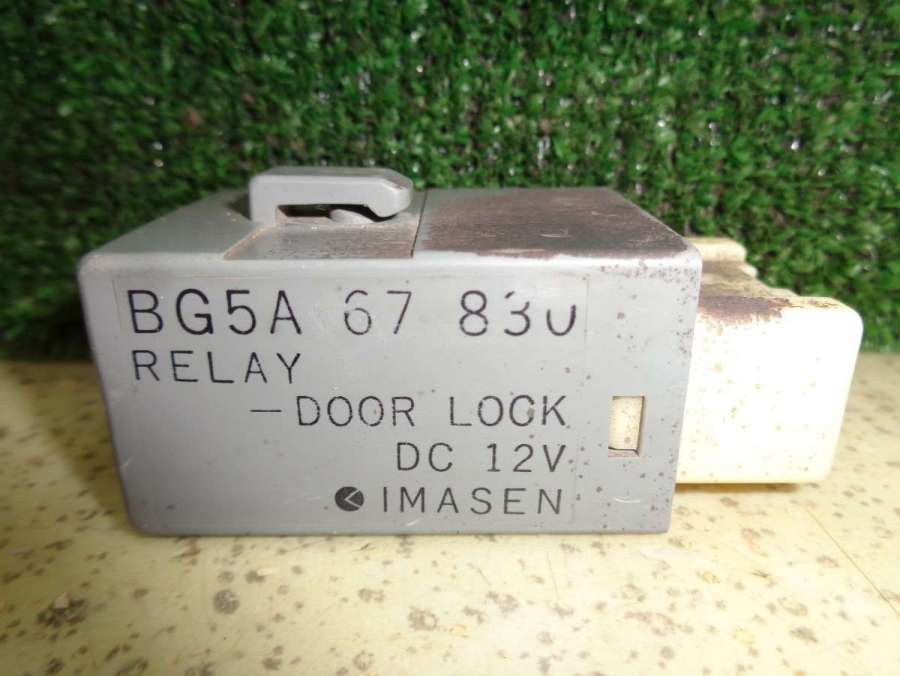 BG5A 67 830
RELAY
—DOOR LOCK
DC 12V
IMASEN